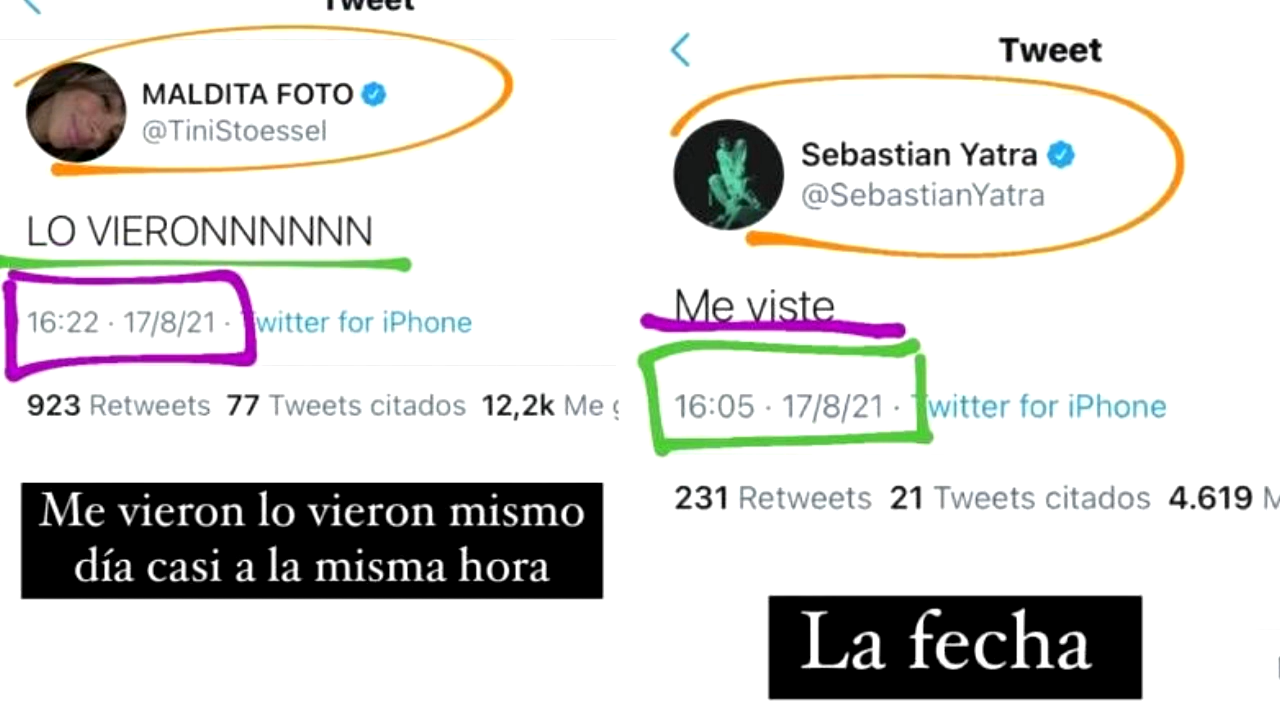 Tweet
MALDITA FOTO
@TiniStoessel
LO VIERONNNNNN
16:22 · 17/8/21 · Twitter for iPhone
923 Retweets 77 Tweets citados 12,2k Me
Me vieron lo vieron mismo
día casi a la misma hora
Tweet
Sebastian Yatra
@SebastianYatra
Me viste
16:05 · 17/8/21 · Twitter for iPhone
231 Retweets 21 Tweets citados 4.619
La fecha